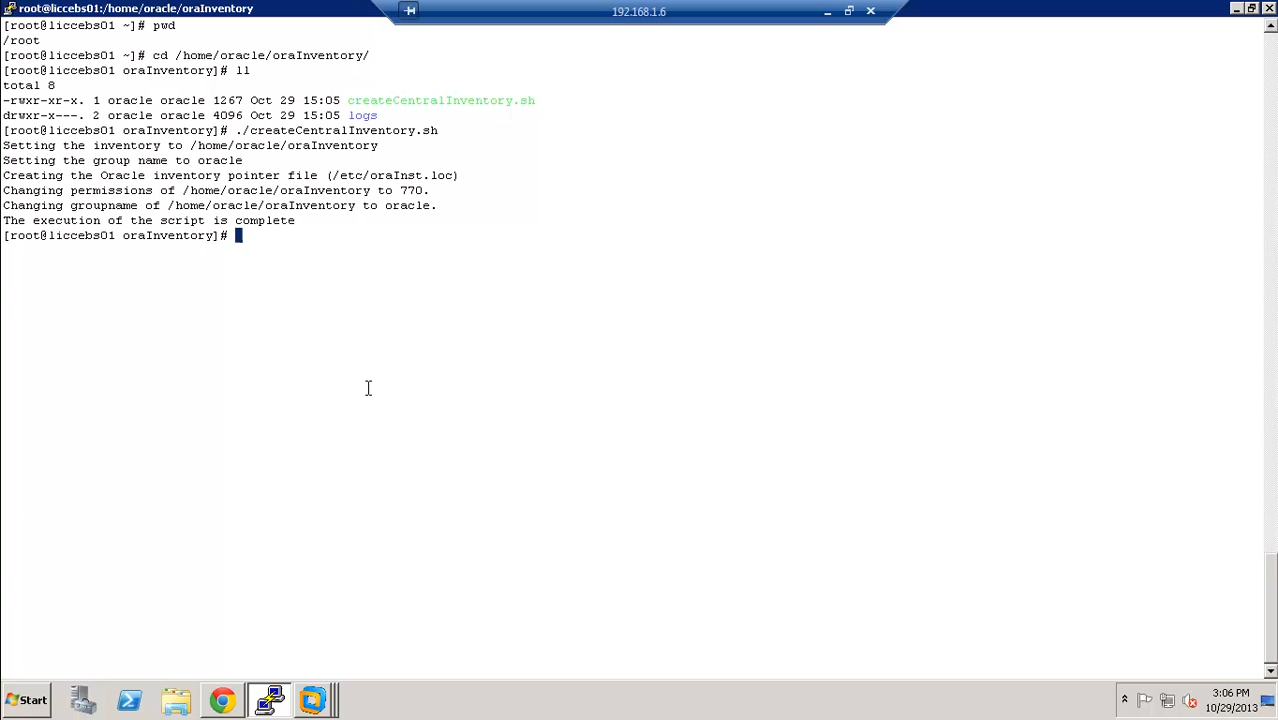 root@liccebs01:/home/oracle/oraInventory
192.168.1.6
[root@liccebs01 ~]# pwd
/root
[root@liccebs01 ~]# cd /home/oracle/oraInventory/
[root@liccebs01 oraInventory]# ll
total 8
-rwxr-xr-x. 1 oracle oracle 1267 Oct 29 15:05 createCentralInventory.sh
drwxr-x---. 2 oracle oracle 4096 Oct 29 15:05 logs
[root@liccebs01 oraInventory]# ./createCentralInventory.sh
Setting the inventory to /home/oracle/oraInventory
Setting the group name to oracle
Creating the Oracle inventory pointer file (/etc/oraInst.loc)
Changing permissions of /home/oracle/oraInventory to 770.
Changing groupname of /home/oracle/oraInventory to oracle.
The execution of the script is complete
[root@liccebs01 oraInventory]#
Start
3:06 PM
10/29/2013